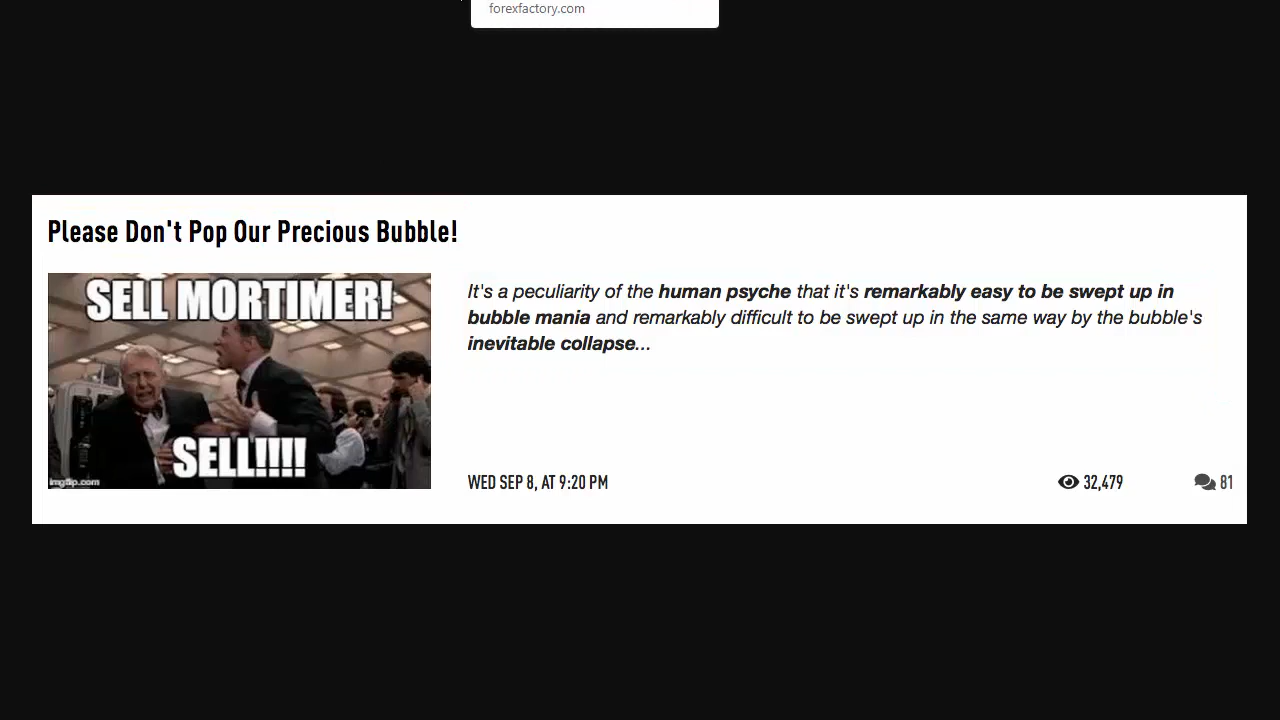 forexfactory.com
Please Don't Pop Our Precious Bubble!
SELL MORTIMER!
SELL!!!!
imgflip.com
It's a peculiarity of the human psyche that it's remarkably easy to be swept up in
bubble mania and remarkably difficult to be swept up in the same way by the bubble's
inevitable collapse...
WED SEP 8, AT 9:20 PM
32,479
81